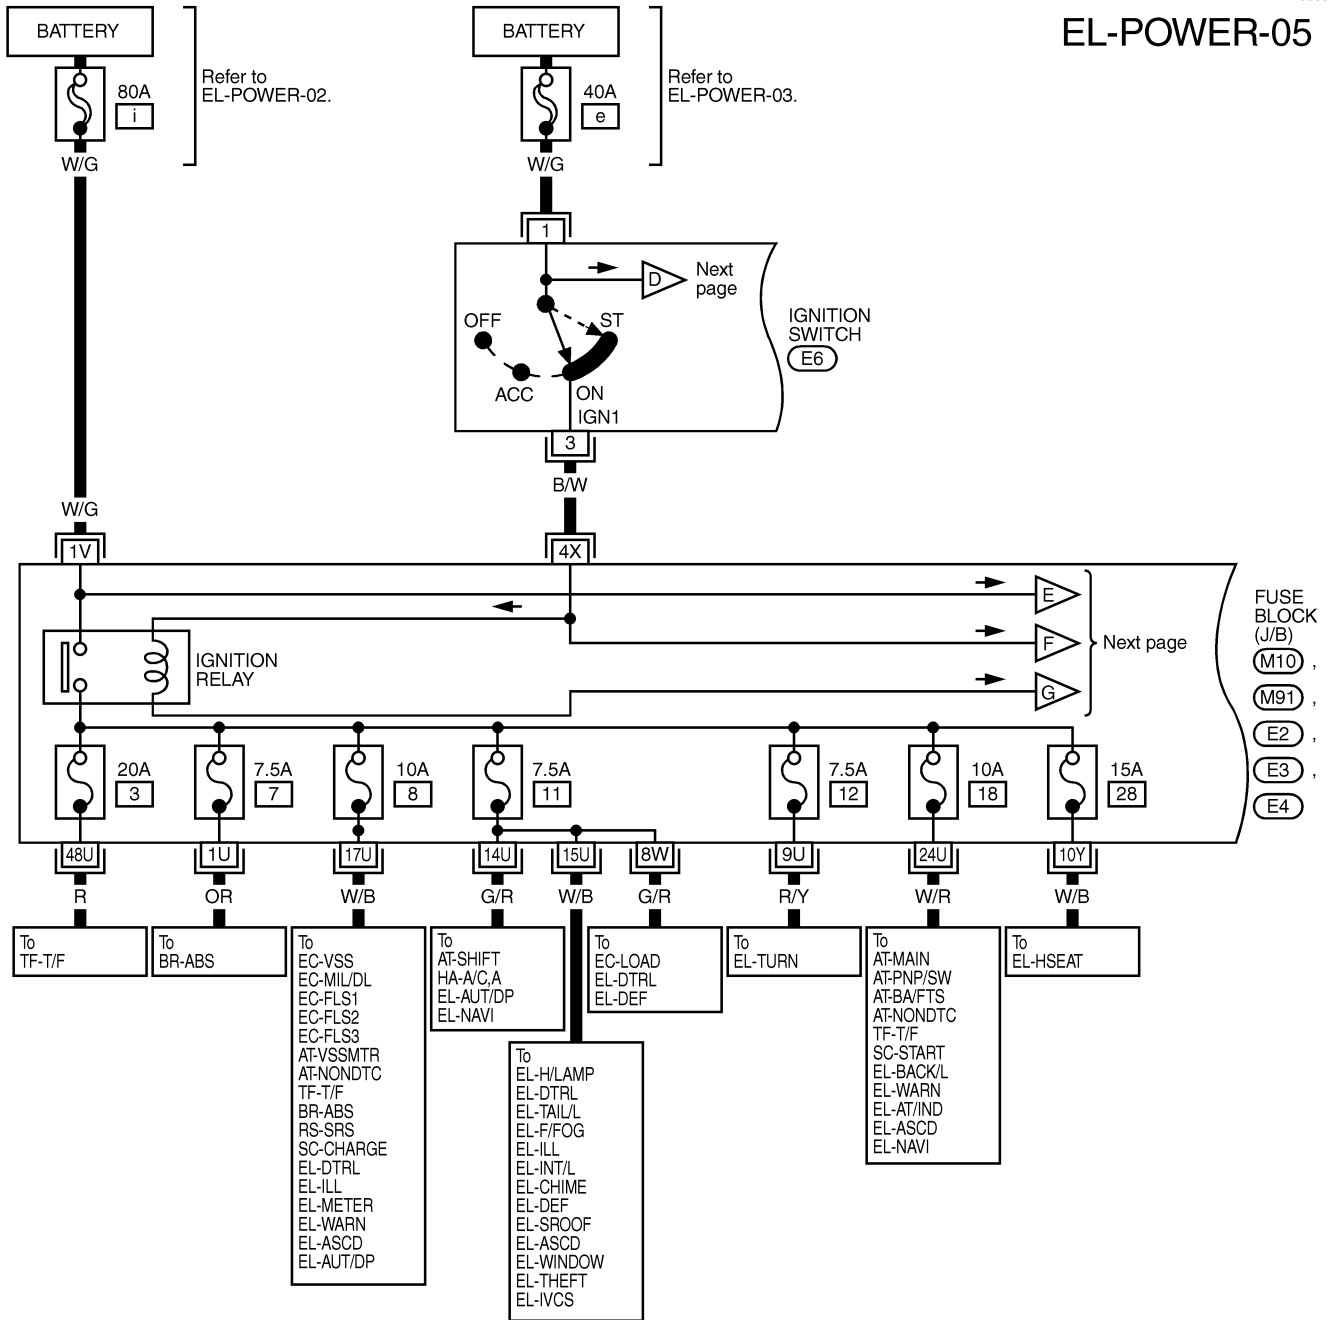 EL-POWER-05
BATTERY
80A
i
Refer to
EL-POWER-02.
W/G
BATTERY
40A
e
Refer to
EL-POWER-03.
W/G
1
D
Next
page
OFF
ST
ACC
ON
IGN1
IGNITION
SWITCH
E6
3
B/W
W/G
1V
4X
E
F
G
Next page
IGNITION
RELAY
FUSE
BLOCK
(J/B)
M10 ,
M91 ,
E2 ,
E3 ,
E4
20A
3
7.5A
7
10A
8
7.5A
11
7.5A
12
10A
18
15A
28
48U
1U
17U
14U
15U
8W
9U
24U
10Y
R
OR
W/B
G/R
W/B
G/R
R/Y
W/R
W/B
To
TF-T/F
To
BR-ABS
To
EC-VSS
EC-MIL/DL
EC-FLS1
EC-FLS2
EC-FLS3
AT-VSSMTR
AT-NONDTC
TF-T/F
BR-ABS
RS-SRS
SC-CHARGE
EL-DTRL
EL-ILL
EL-METER
EL-WARN
EL-ASCD
EL-AUT/DP
To
AT-SHIFT
HA-A/C,A
EL-AUT/DP
EL-NAVI
To
EL-H/LAMP
EL-DTRL
EL-TAIL/L
EL-F/FOG
EL-ILL
EL-INT/L
EL-CHIME
EL-DEF
EL-SROOF
EL-ASCD
EL-WINDOW
EL-THEFT
EL-IVCS
To
EC-LOAD
EL-DTRL
EL-DEF
To
EL-TURN
To
AT-MAIN
AT-PNP/SW
AT-BA/FTS
AT-NONDTC
TF-T/F
SC-START
EL-BACK/L
EL-WARN
EL-AT/IND
EL-ASCD
EL-NAVI
To
EL-HSEAT